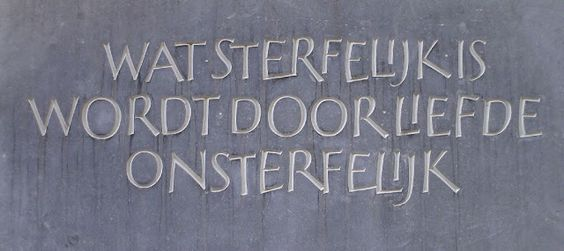 WAT STERFELIJK IS
WORDT DOOR LIEFDE
ONSTERFELIJK